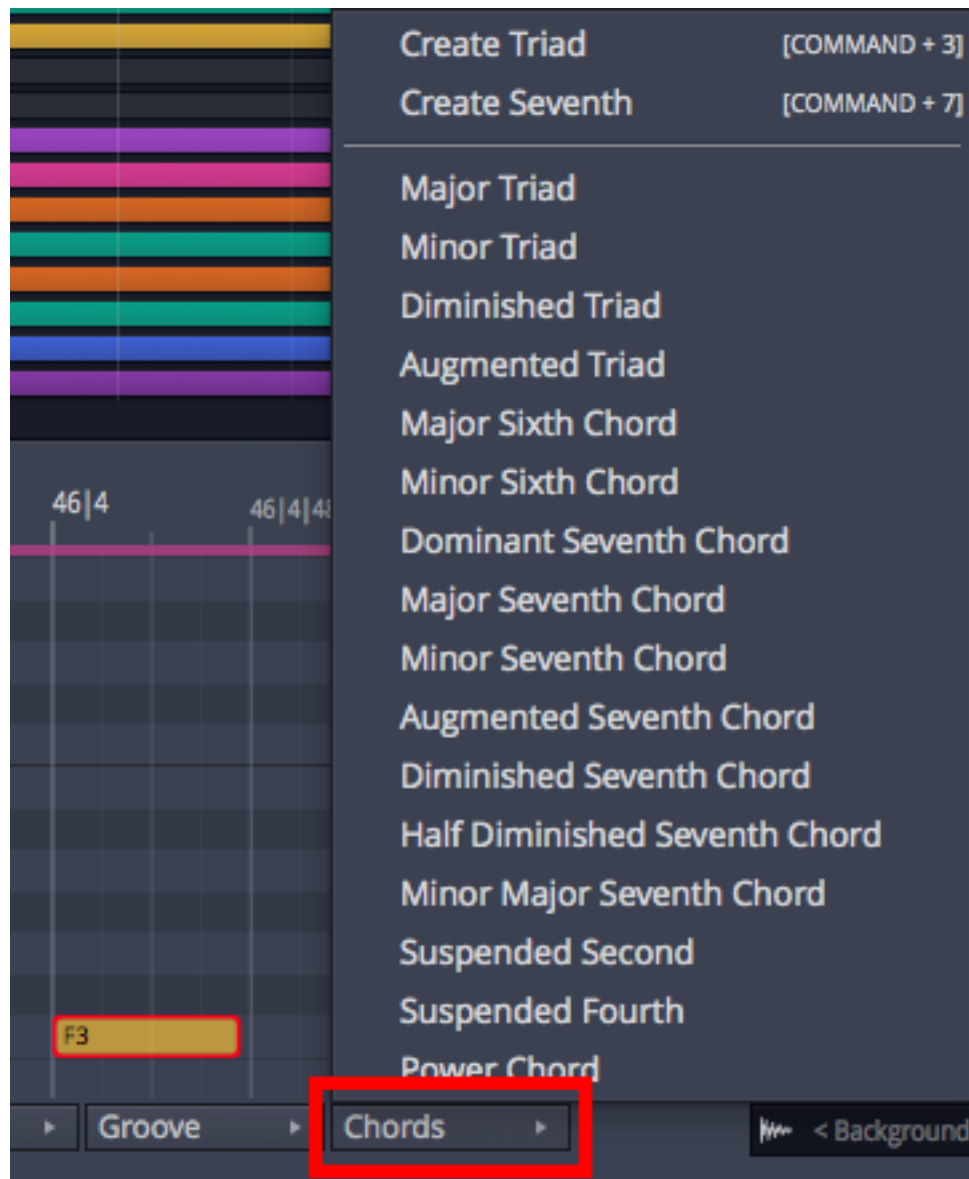 Create Triad [COMMAND + 3]
Create Seventh [COMMAND + 7]
Major Triad
Minor Triad
Diminished Triad
Augmented Triad
Major Sixth Chord
Minor Sixth Chord
Dominant Seventh Chord
Major Seventh Chord
Minor Seventh Chord
Augmented Seventh Chord
Diminished Seventh Chord
Half Diminished Seventh Chord
Minor Major Seventh Chord
Suspended Second
Suspended Fourth
Power Chord
46|4 46|4|48
F3
Groove
Chords
< Background